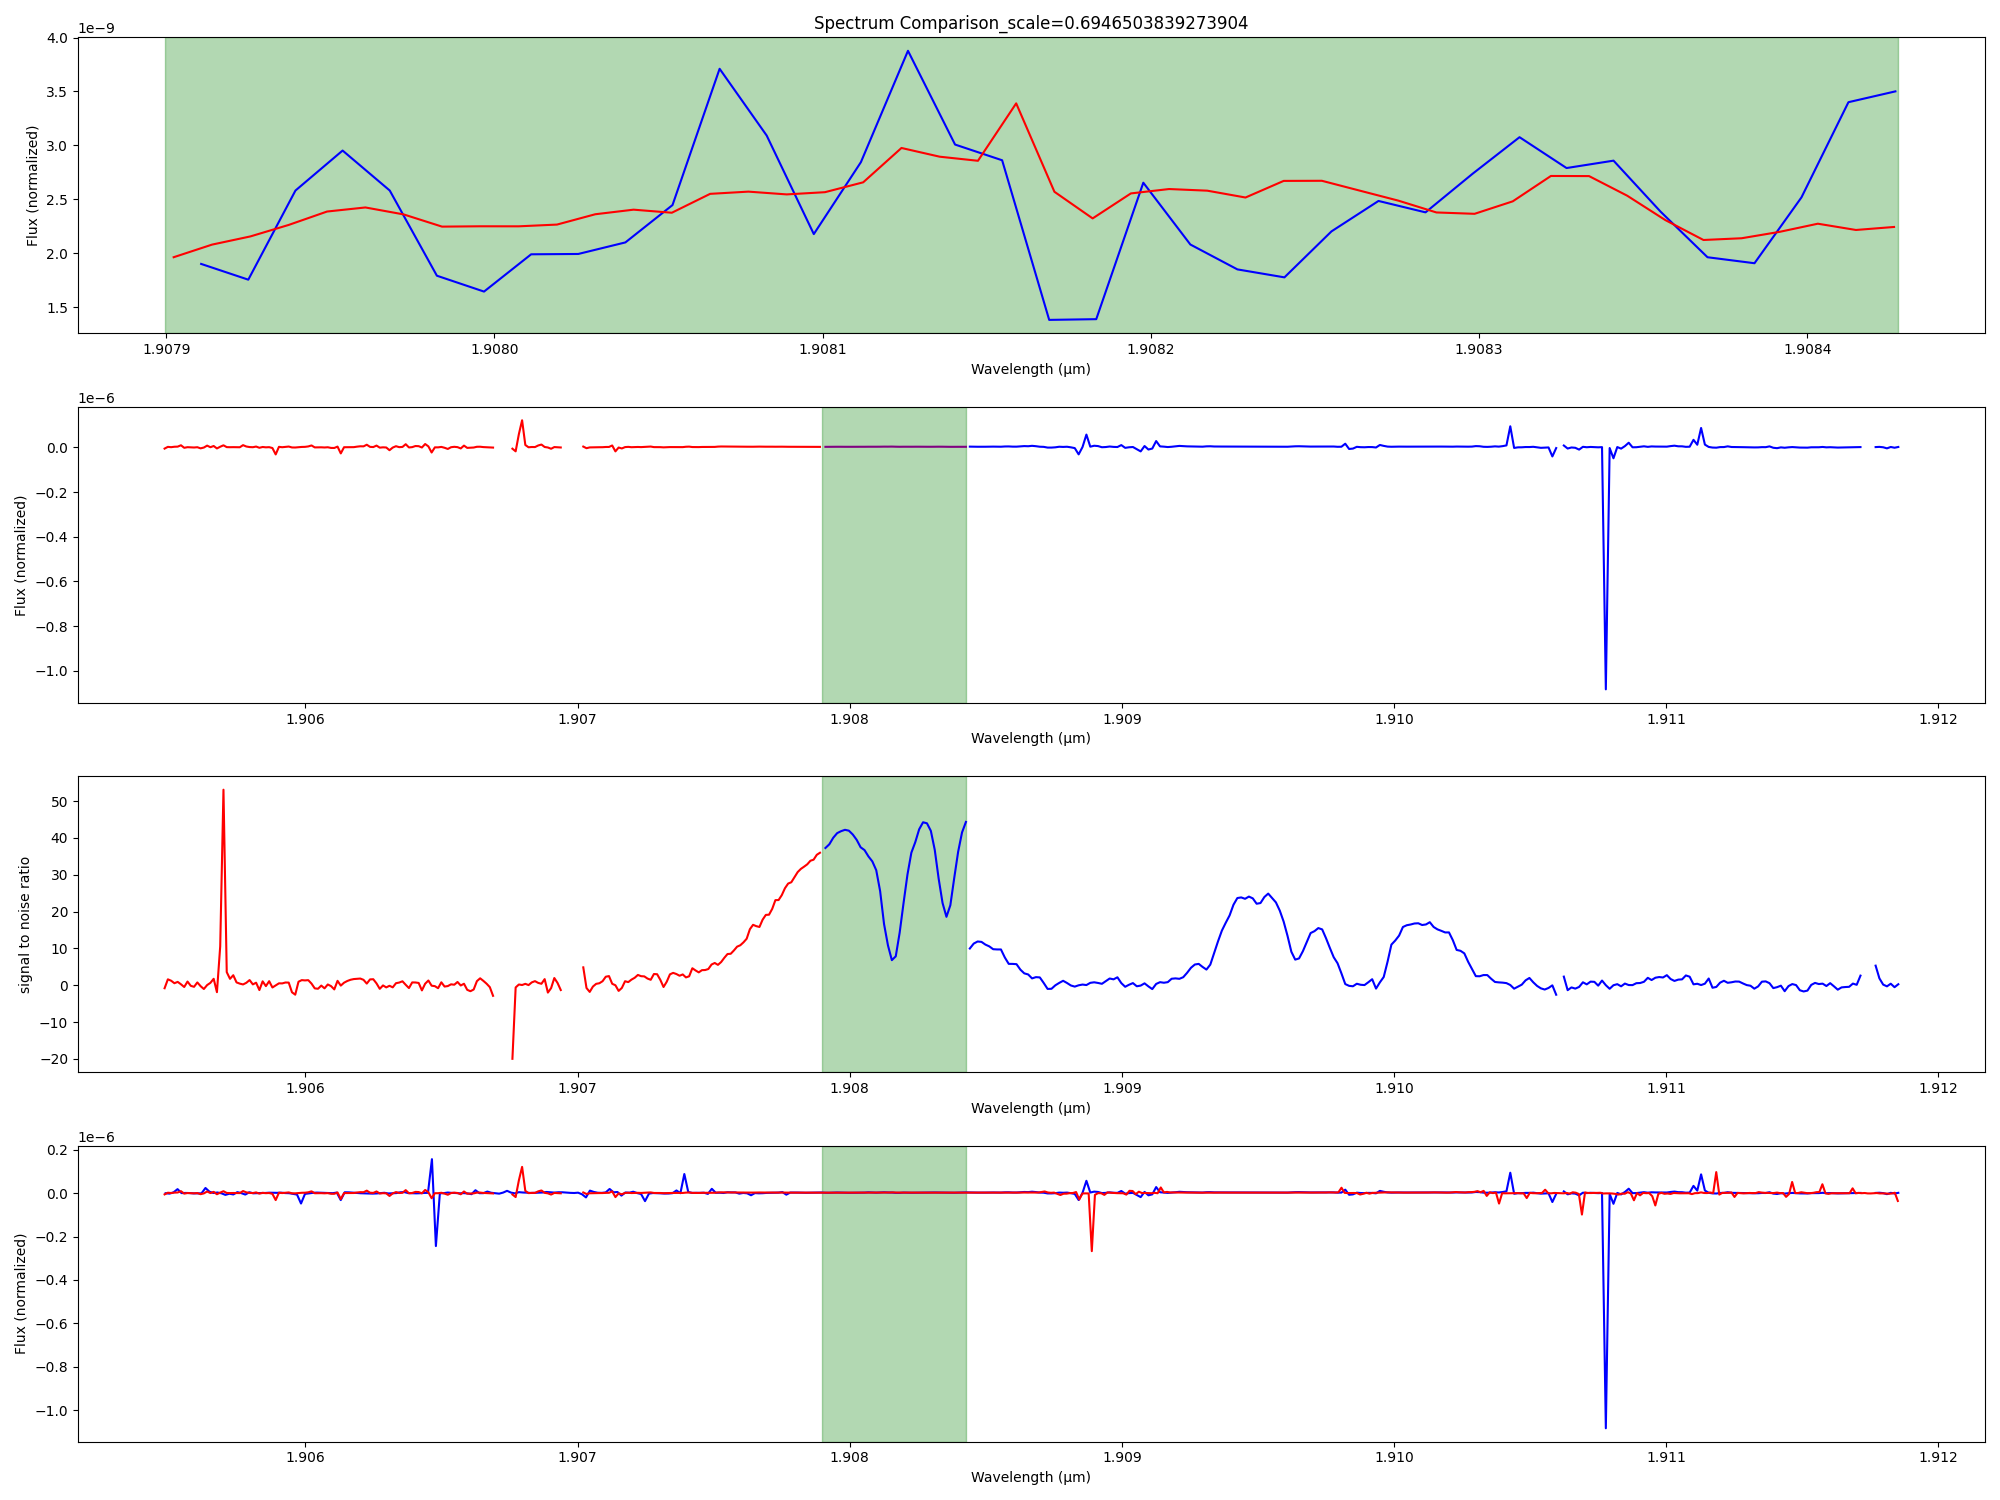 Spectrum Comparison_scale=0.6946503839273904
1e−9
4.0
3.5
3.0
2.5
2.0
1.5
Flux (normalized)
1.9079 1.9080 1.9081 1.9082 1.9083 1.9084
Wavelength (μm)
1e−6
0.0
−0.2
−0.4
−0.6
−0.8
−1.0
Flux (normalized)
1.906 1.907 1.908 1.909 1.910 1.911 1.912
Wavelength (μm)
50
40
30
20
10
0
−10
−20
signal to noise ratio
1.906 1.907 1.908 1.909 1.910 1.911 1.912
Wavelength (μm)
1e−6
0.2
0.0
−0.2
−0.4
−0.6
−0.8
−1.0
Flux (normalized)
1.906 1.907 1.908 1.909 1.910 1.911 1.912
Wavelength (μm)